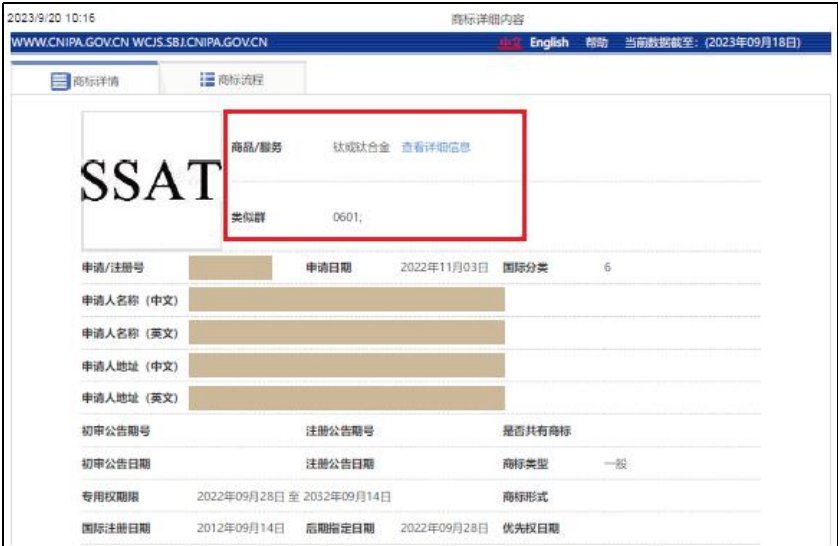 2023/9/20 10:16 商标详细内容
WWW.CNIPA.GOV.CN WCJS.SBJ.CNIPA.GOV.CN 中文 English 帮助 当前数据截至: (2023年09月18日)
商标详情 商标流程
SSAT
商品/服务 钛或钛合金 查看详细信息
类似群 0601;
申请/注册号 申请日期 2022年11月03日 国际分类 6
申请人名称 (中文)
申请人名称 (英文)
申请人地址 (中文)
申请人地址 (英文)
初审公告期号 注册公告期号 是否共有商标
初审公告日期 注册公告日期 商标类型 一般
专用权期限 2022年09月28日 至 2032年09月14日 商标形式
国际注册日期 2012年09月14日 后期指定日期 2022年09月28日 优先权日期